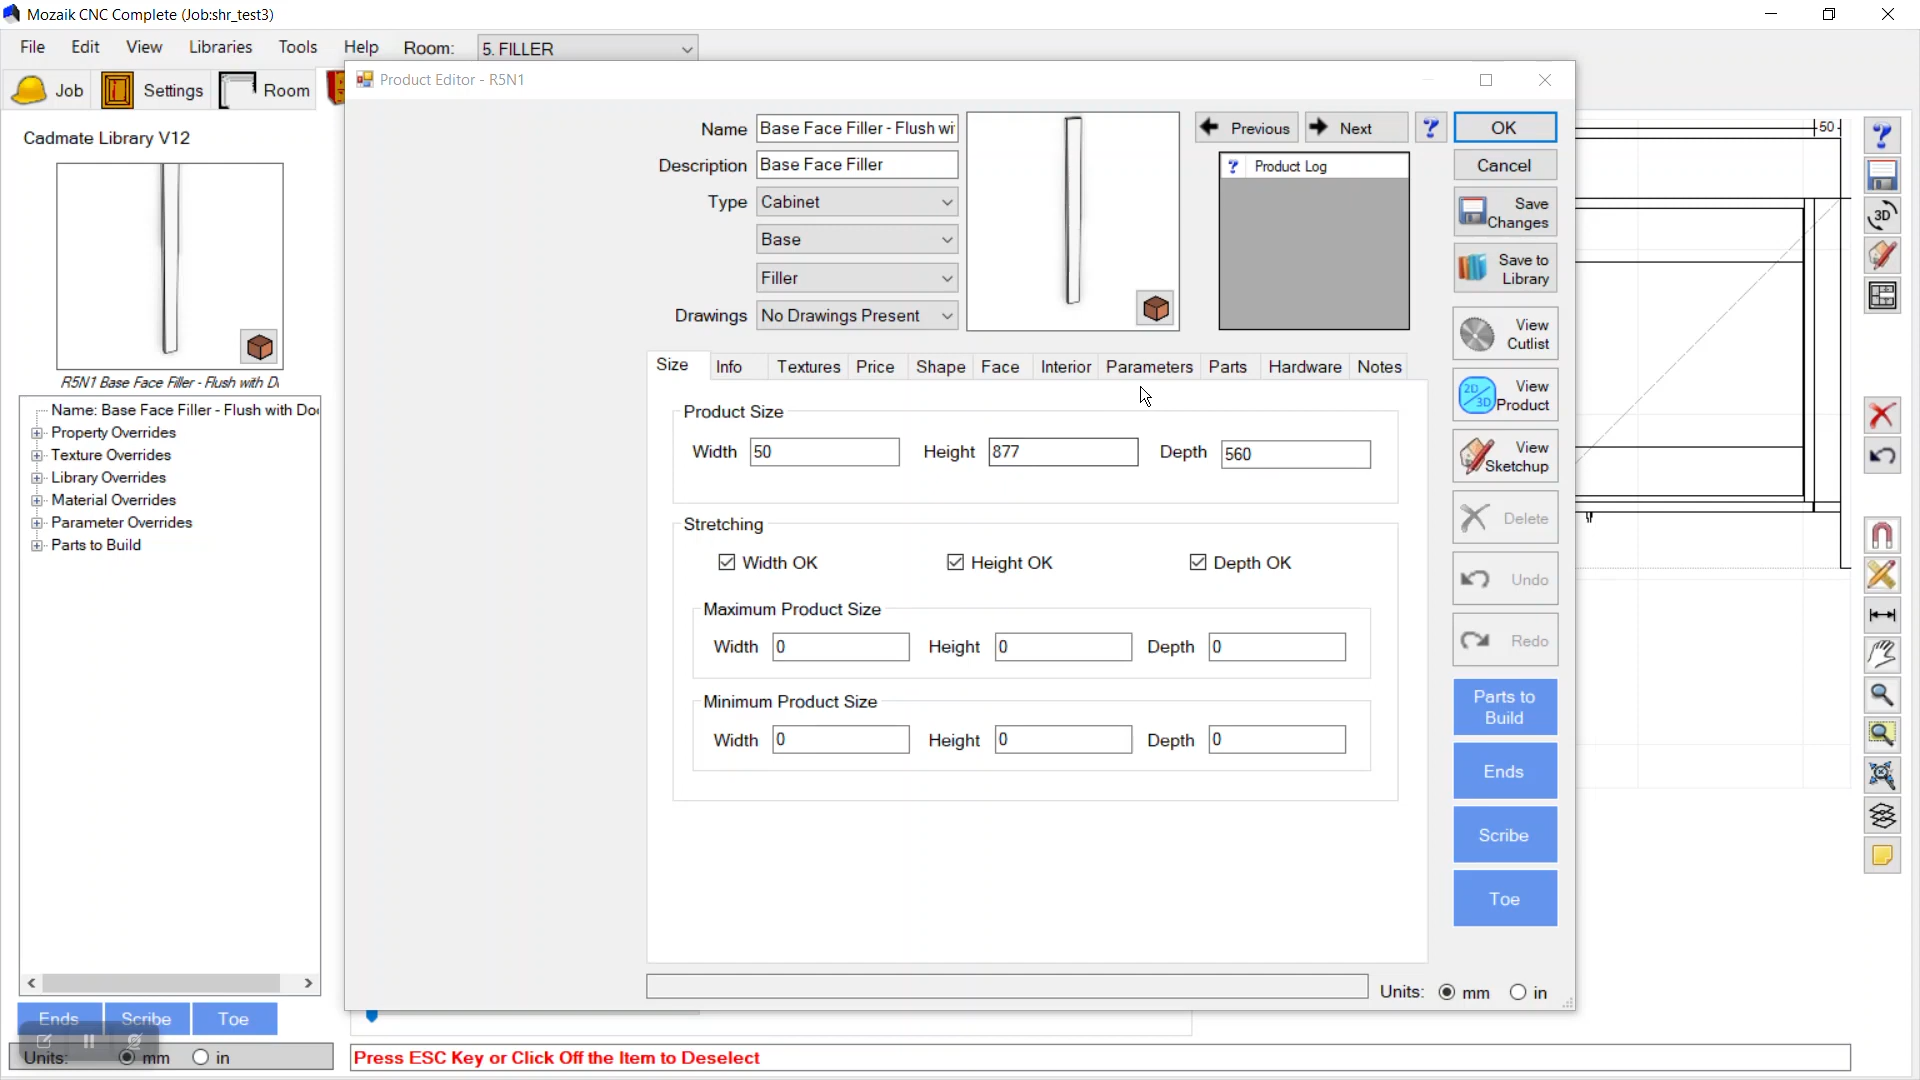 Mozaik CNC Complete (Job:shr_test3)
File Edit View Libraries Tools Help Room: 5. FILLER
Job Settings Room
Product Editor - R5N1
Cadmate Library V12
R5N1 Base Face Filler - Flush with D
Name: Base Face Filler - Flush with Do
Property Overrides
Texture Overrides
Library Overrides
Material Overrides
Parameter Overrides
Parts to Build
Ends Scribe Toe
Units: mm in
Name Base Face Filler - Flush wi
Description Base Face Filler
Type Cabinet
Base
Filler
Drawings No Drawings Present
Previous Next ? OK
? Product Log
Cancel
Save Changes
Save to Library
View Cutlist
2D/3D View Product
View Sketchup
Delete
Undo
Redo
Parts to Build
Ends
Scribe
Toe
Size Info Textures Price Shape Face Interior Parameters Parts Hardware Notes
Product Size
Width 50 Height 877 Depth 560
Stretching
Width OK Height OK Depth OK
Maximum Product Size
Width 0 Height 0 Depth 0
Minimum Product Size
Width 0 Height 0 Depth 0
Units: mm in
50
?
3D
Press ESC Key or Click Off the Item to Deselect